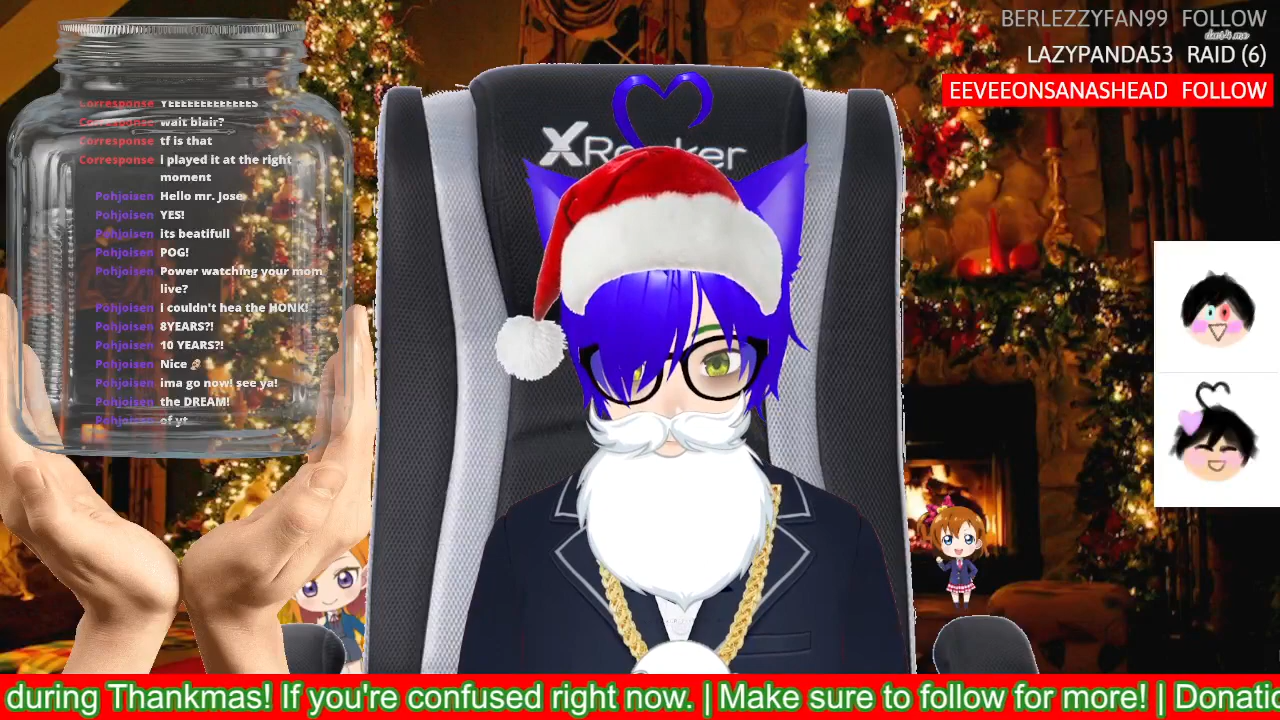 BERLEZZYFAN99 FOLLOW
LAZYPANDA53 RAID (6)
EEVEEONSANASHEAD FOLLOW
Corresponse YEEEEEEEEEEEES
Corresponse wait blair?
Corresponse tf is that
Corresponse i played it at the right
moment
Pohjoisen Hello mr. Jose
Pohjoisen YES!
Pohjoisen its beatifull
Pohjoisen POG!
Pohjoisen Power watching your mom
live?
Pohjoisen i couldn't hea the HONK!
Pohjoisen 8YEARS?!
Pohjoisen 10 YEARS?!
Pohjoisen Nice
Pohjoisen ima go now! see ya!
Pohjoisen the DREAM!
Pohjoisen of yt
X Rocker
during Thankmas! If you're confused right now. | Make sure to follow for more! | Donatio